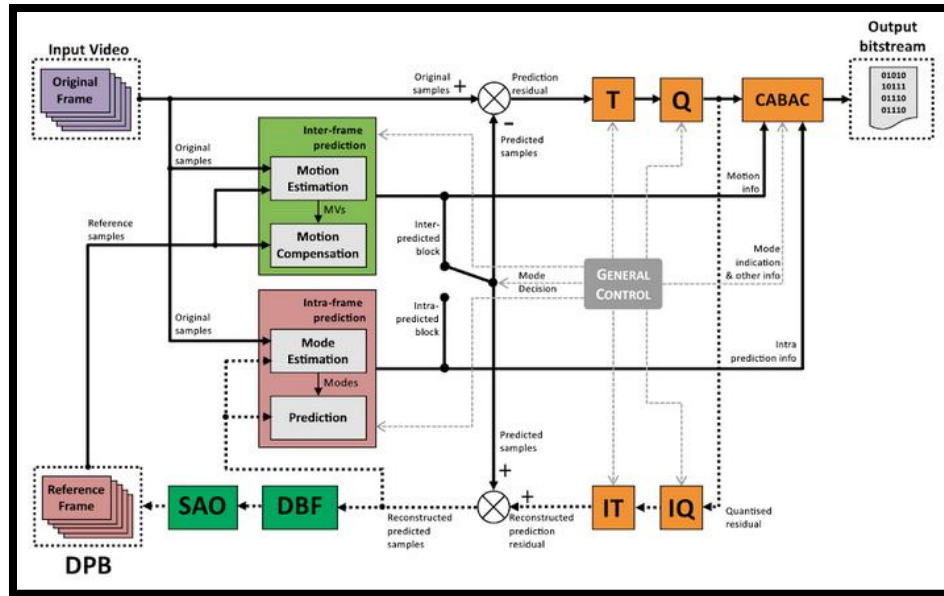 Input Video
Original
Frame
Original
samples
+
Prediction
residual
T
Q
CABAC
Output
bitstream
01010
10111
01110
01110
–
Predicted
samples
Inter-frame
prediction
Original
samples
Motion
Estimation
MVs
Motion
Compensation
Reference
samples
Motion
info
Inter-
predicted
block
Mode
Decision
GENERAL
CONTROL
Mode
indication
& other info
Intra-
predicted
block
Intra-frame
prediction
Original
samples
Mode
Estimation
Modes
Prediction
Intra
prediction info
Predicted
samples
+
+
Reference
Frame
DPB
SAO
DBF
Reconstructed
predicted
samples
Reconstructed
prediction
residual
IT
IQ
Quantised
residual